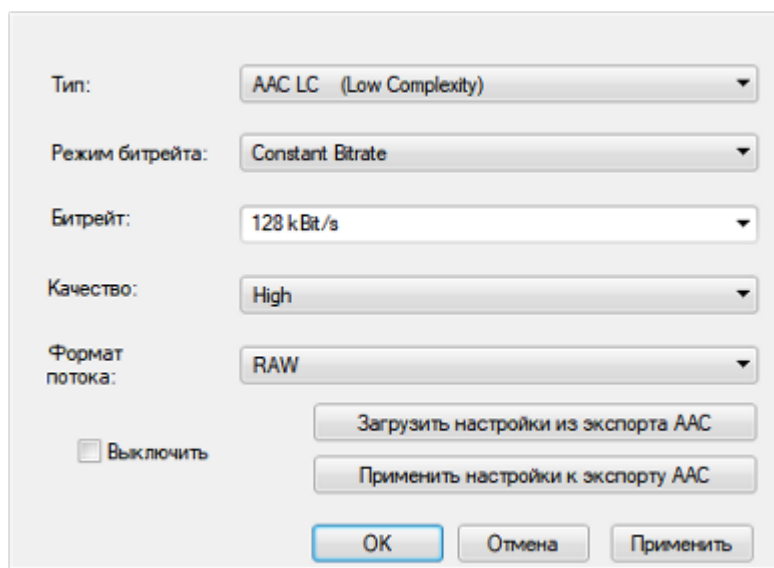 Тип: AAC LC (Low Complexity)
Режим битрейта: Constant Bitrate
Битрейт: 128 kBit/s
Качество: High
Формат
потока: RAW
Загрузить настройки из экспорта AAC
Выключить
Применить настройки к экспорту AAC
OK Отмена Применить